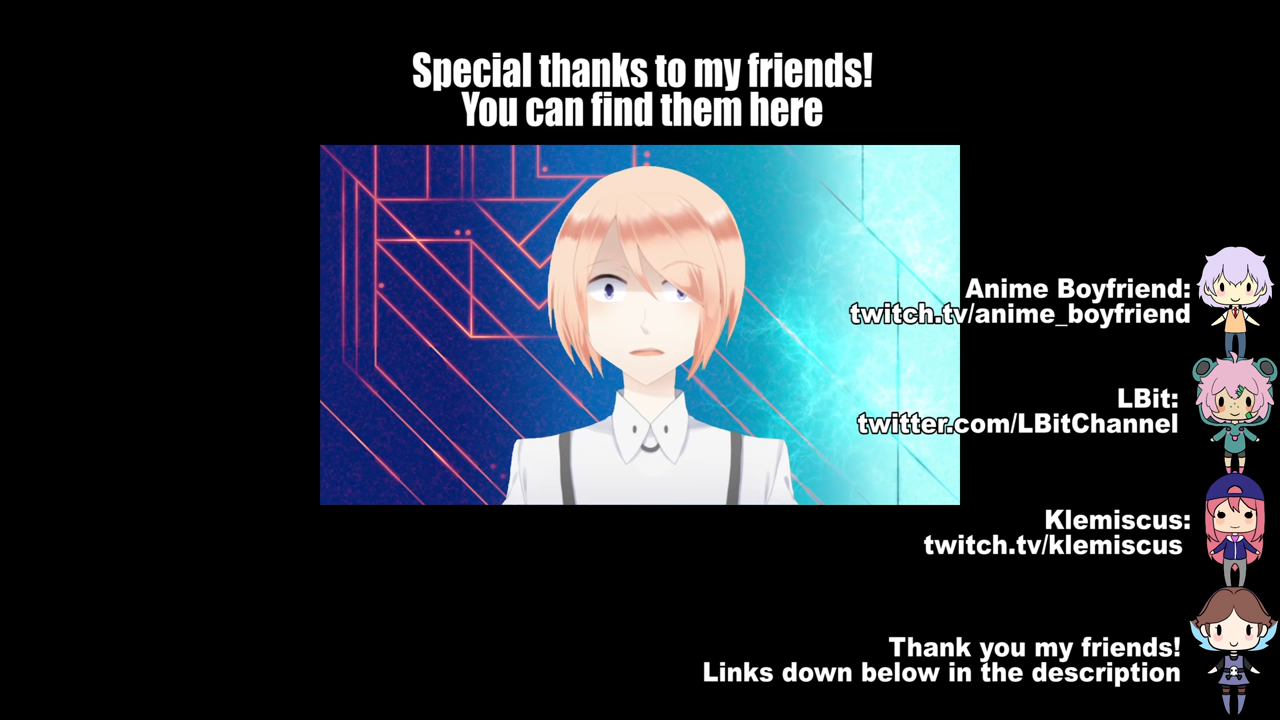 Special thanks to my friends!
You can find them here
Anime Boyfriend:
twitch.tv/anime_boyfriend
LBit:
twitter.com/LBitChannel
Klemiscus:
twitch.tv/klemiscus
Thank you my friends!
Links down below in the description